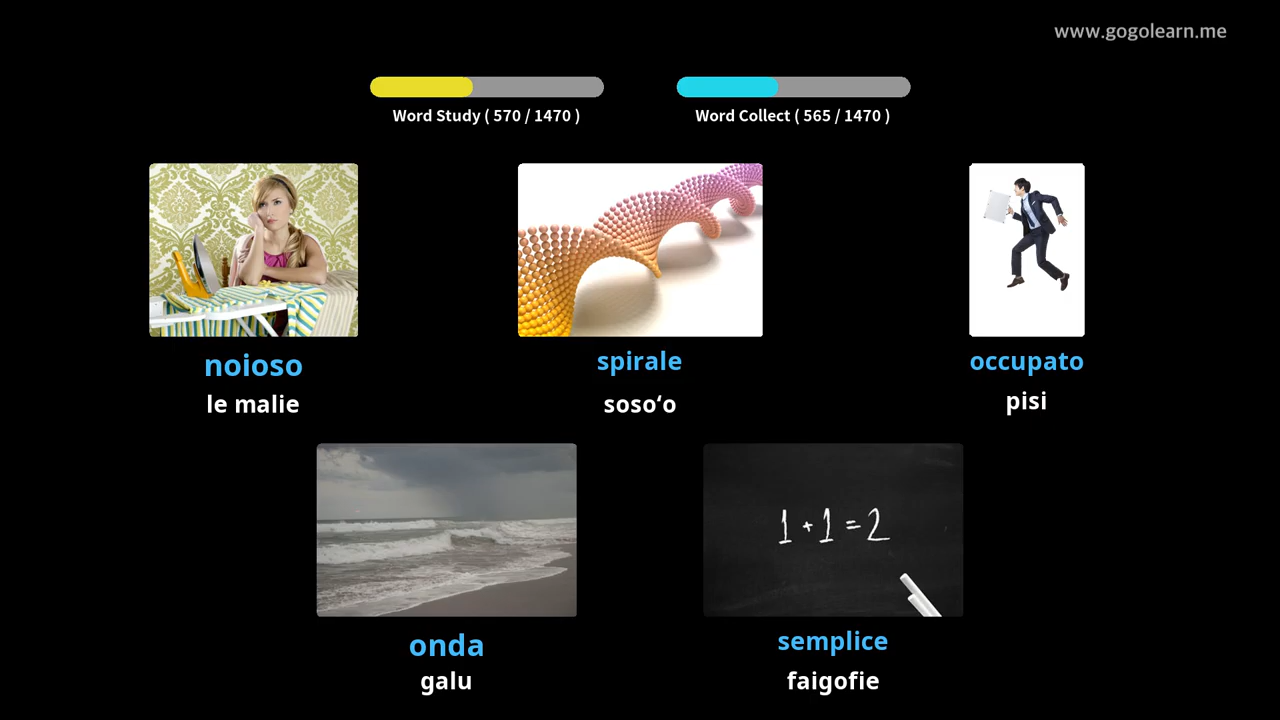 www.gogolearn.me
Word Study ( 570 / 1470 )
Word Collect ( 565 / 1470 )
noioso
le malie
spirale
sosoʻo
occupato
pisi
1 + 1 = 2
onda
galu
semplice
faigofie